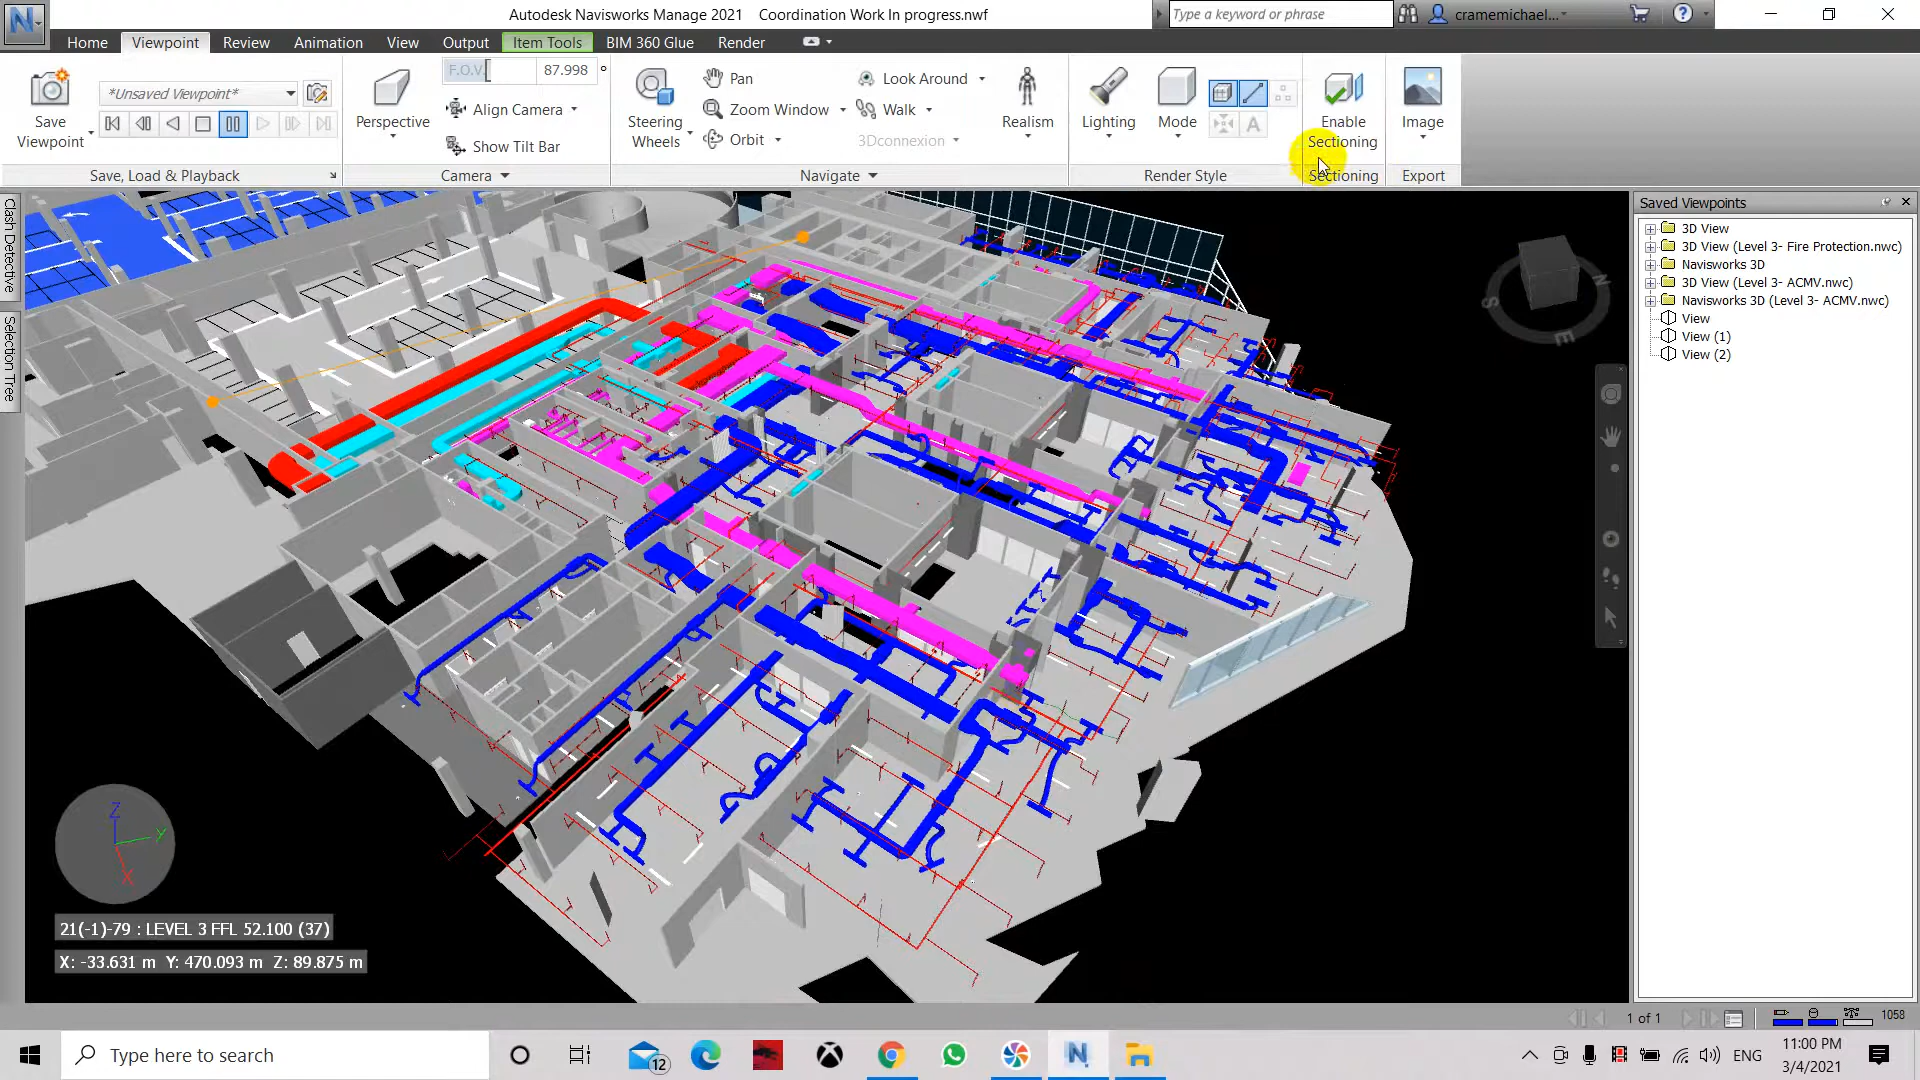 Autodesk Navisworks Manage 2021 Coordination Work In progress.nwf
Type a keyword or phrase
cramemichael...
Home Viewpoint Review Animation View Output Item Tools BIM 360 Glue Render
Save Viewpoint
*Unsaved Viewpoint*
Save, Load & Playback
Perspective
F.O.V.
87.998 °
Align Camera
Show Tilt Bar
Camera
Steering Wheels
Pan
Zoom Window
Orbit
Look Around
Walk
3Dconnexion
Realism
Navigate
Lighting
Mode
A
Render Style
Enable Sectioning
Sectioning
Image
Export
Clash Detective
Selection Tree
Saved Viewpoints
3D View
3D View (Level 3- Fire Protection.nwc)
Navisworks 3D
3D View (Level 3- ACMV.nwc)
Navisworks 3D (Level 3- ACMV.nwc)
View
View (1)
View (2)
N
S
E
Z
Y
X
21(-1)-79 : LEVEL 3 FFL 52.100 (37)
X: -33.631 m Y: 470.093 m Z: 89.875 m
1 of 1
1058
Type here to search
12
ENG
11:00 PM
3/4/2021